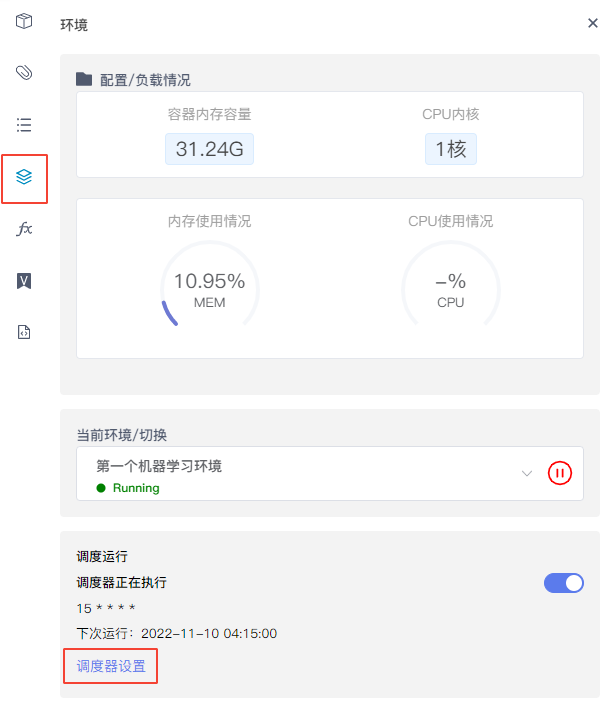 环境
配置/负载情况
容器内存容量
CPU内核
31.24G
1核
内存使用情况
CPU使用情况
10.95%
MEM
–%
CPU
fx
V
当前环境/切换
第一个机器学习环境
Running
调度运行
调度器正在执行
15 * * * *
下次运行：2022-11-10 04:15:00
调度器设置